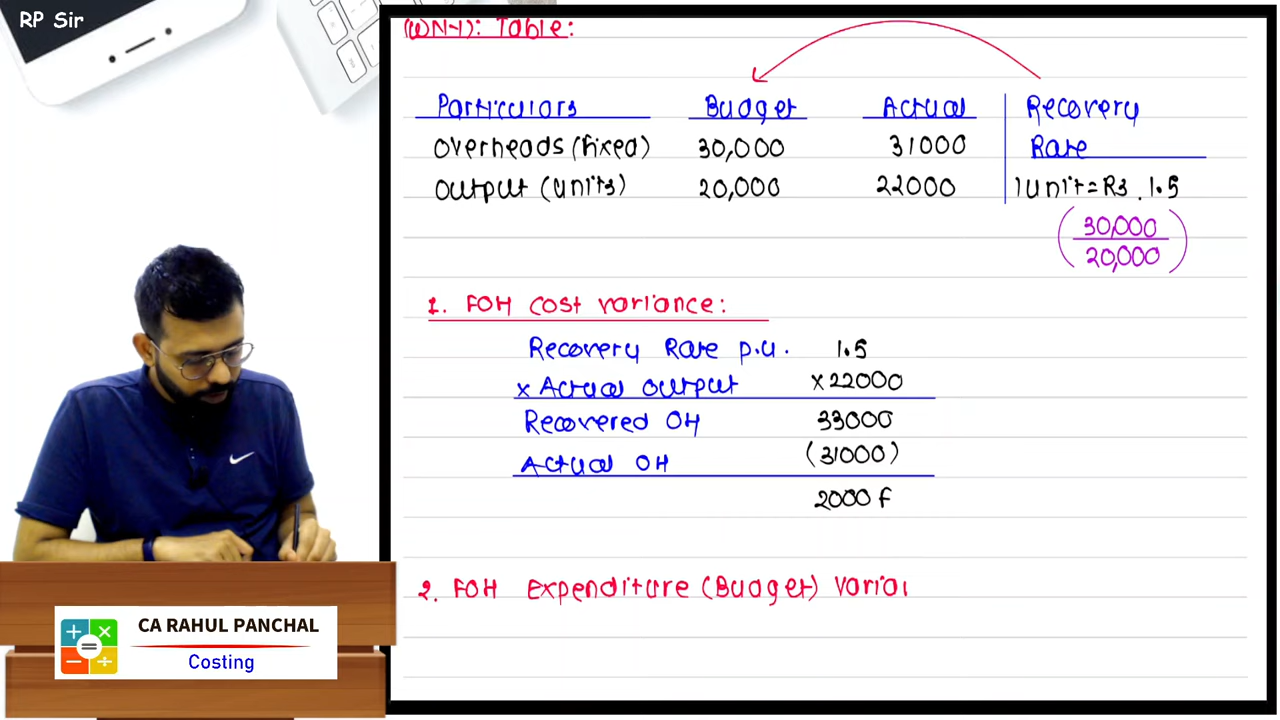 RP Sir
(WN-1): Table:
Particulars Budget Actual Recovery Rate
Overheads (fixed) 30,000 31000
Output (units) 20,000 22000 1 unit = Rs. 1.5
(30,000
20,000)
1. FOH Cost Variance:
Recovery Rate p.u. 1.5
x Actual Output x 22000
Recovered OH 33000
Actual OH (31000)
2000 F
2. FOH Expenditure (Budget) Varia
CA RAHUL PANCHAL
Costing